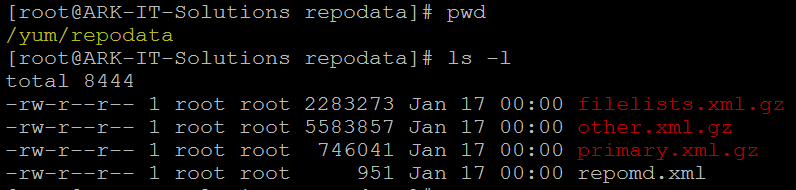 [root@ARK-IT-Solutions repodata]# pwd
/yum/repodata
[root@ARK-IT-Solutions repodata]# ls -l
total 8444
-rw-r--r-- 1 root root 2283273 Jan 17 00:00 filelists.xml.gz
-rw-r--r-- 1 root root 5583857 Jan 17 00:00 other.xml.gz
-rw-r--r-- 1 root root  746041 Jan 17 00:00 primary.xml.gz
-rw-r--r-- 1 root root     951 Jan 17 00:00 repomd.xml